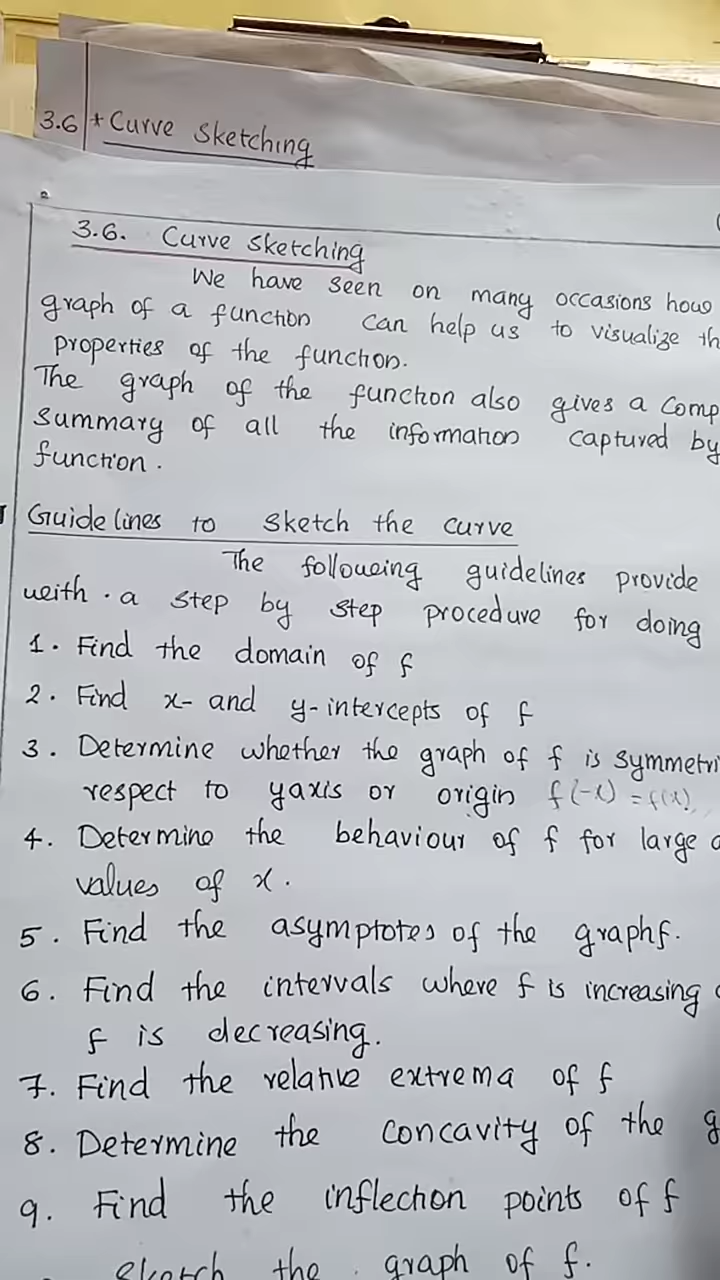 3.6 * Curve Sketching
3.6. Curve Sketching
We have seen on many occasions how
graph of a function can help us to visualize th
properties of the function.
The graph of the function also gives a Comp
Summary of all the information captured by
function.
Guide lines to Sketch the curve
The following guidelines provide
with . a step by step procedure for doing
1. Find the domain of f
2. Find x- and y-intercepts of f
3. Determine whether the graph of f is Symmetri
respect to yaxis or origin f(-x) = f(x).
4. Determine the behaviour of f for large a
values of x.
5. Find the asymptotes of the graphf.
6. Find the intervals where f is increasing
f is decreasing.
7. Find the relative extrema of f
8. Determine the Concavity of the g
9. Find the inflection points of f
Sketch the graph of f.